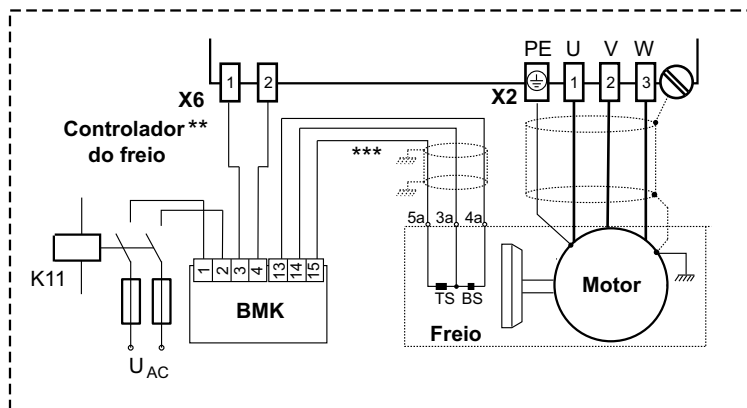 PE U V W
1 2 1 2 3
X6 X2
Controlador **
do freio
***
5a 3a 4a
K11
1 2 3 4 13 14 15
BMK
TS BS
Motor
Freio
UAC